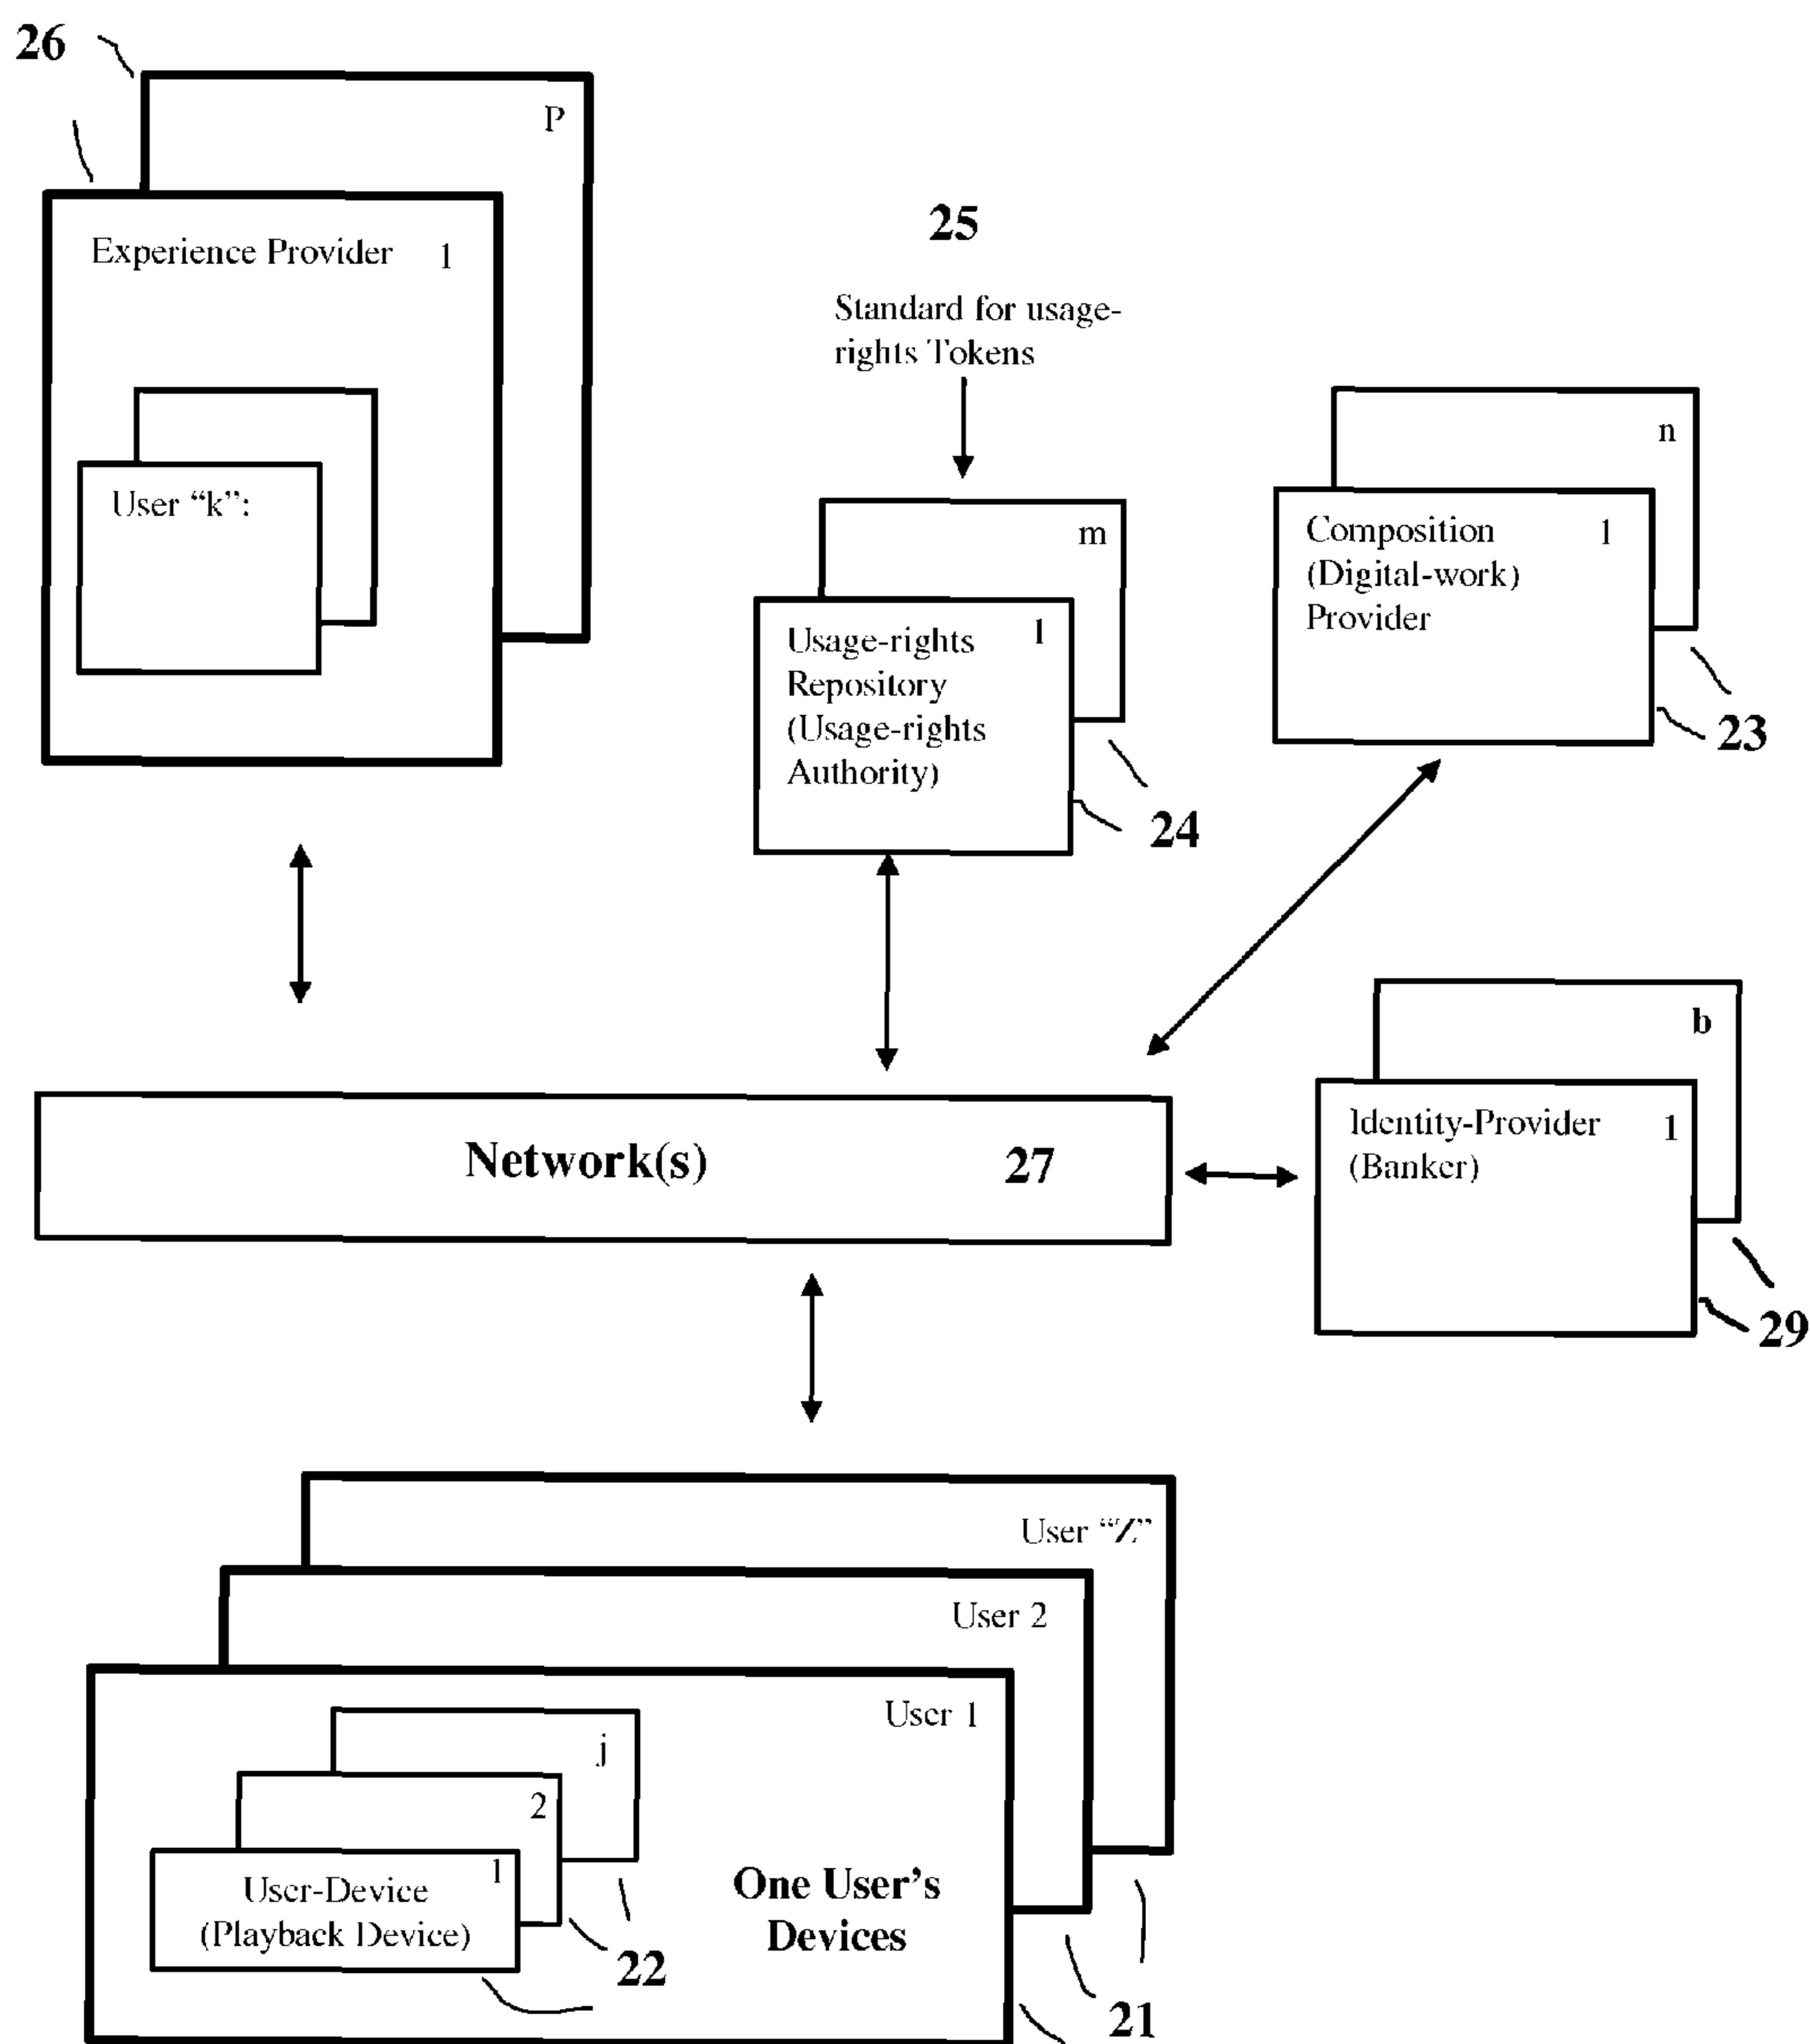 26
P
Experience Provider 1
User “k”:
25
Standard for usage-
rights Tokens
m
1
Usage-rights
Repository
(Usage-rights
Authority)
24
n
Composition 1
(Digital-work)
Provider
23
b
Identity-Provider 1
(Banker)
29
Network(s) 27
User “Z”
User 2
User 1
j
2
1
User-Device
(Playback Device)
22
One User’s
Devices
21